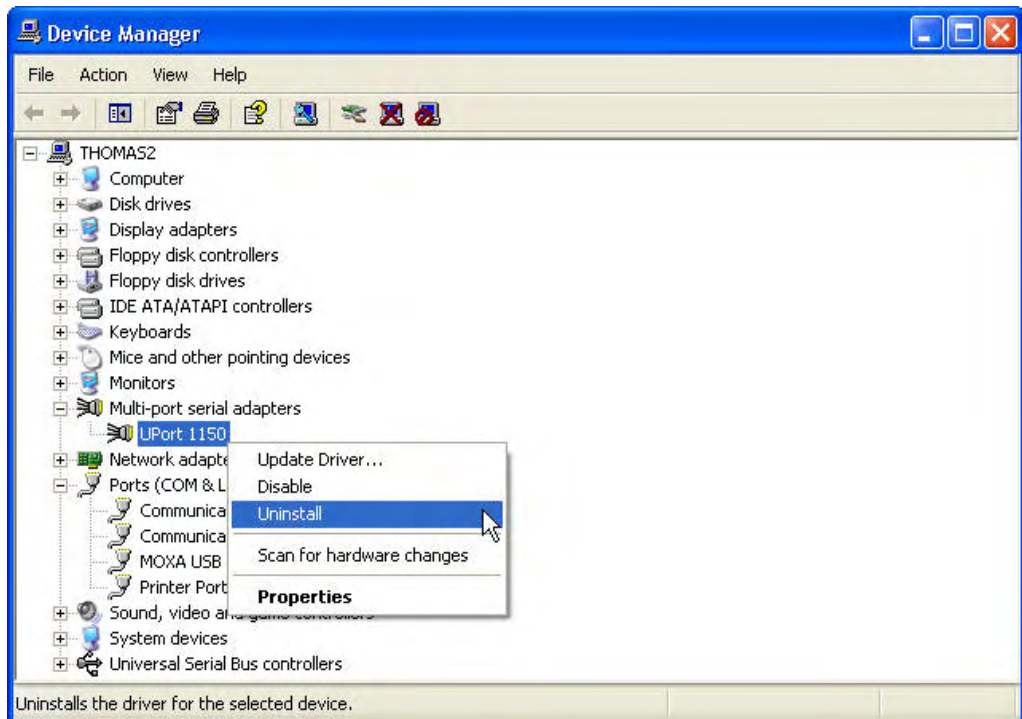 Device Manager
File Action View Help
THOMAS2
Computer
Disk drives
Display adapters
Floppy disk controllers
Floppy disk drives
IDE ATA/ATAPI controllers
Keyboards
Mice and other pointing devices
Monitors
Multi-port serial adapters
UPort 1150
Network adapte
Ports (COM & L
Communica
Communica
MOXA USB
Printer Port
Sound, video and game controllers
System devices
Universal Serial Bus controllers
Update Driver...
Disable
Uninstall
Scan for hardware changes
Properties
Uninstalls the driver for the selected device.